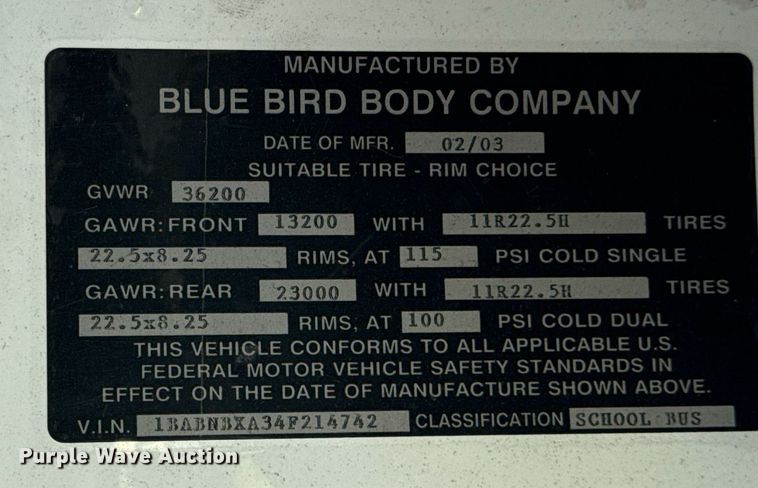 MANUFACTURED BY
BLUE BIRD BODY COMPANY
DATE OF MFR. 02/03
SUITABLE TIRE - RIM CHOICE
GVWR 36200
GAWR: FRONT 13200 WITH 11R22.5H TIRES
22.5x8.25 RIMS, AT 115 PSI COLD SINGLE
GAWR: REAR 23000 WITH 11R22.5H TIRES
22.5x8.25 RIMS, AT 100 PSI COLD DUAL
THIS VEHICLE CONFORMS TO ALL APPLICABLE U.S.
FEDERAL MOTOR VEHICLE SAFETY STANDARDS IN
EFFECT ON THE DATE OF MANUFACTURE SHOWN ABOVE.
V.I.N. 1BABNBXA34F214742 CLASSIFICATION SCHOOL BUS
Purple Wave Auction